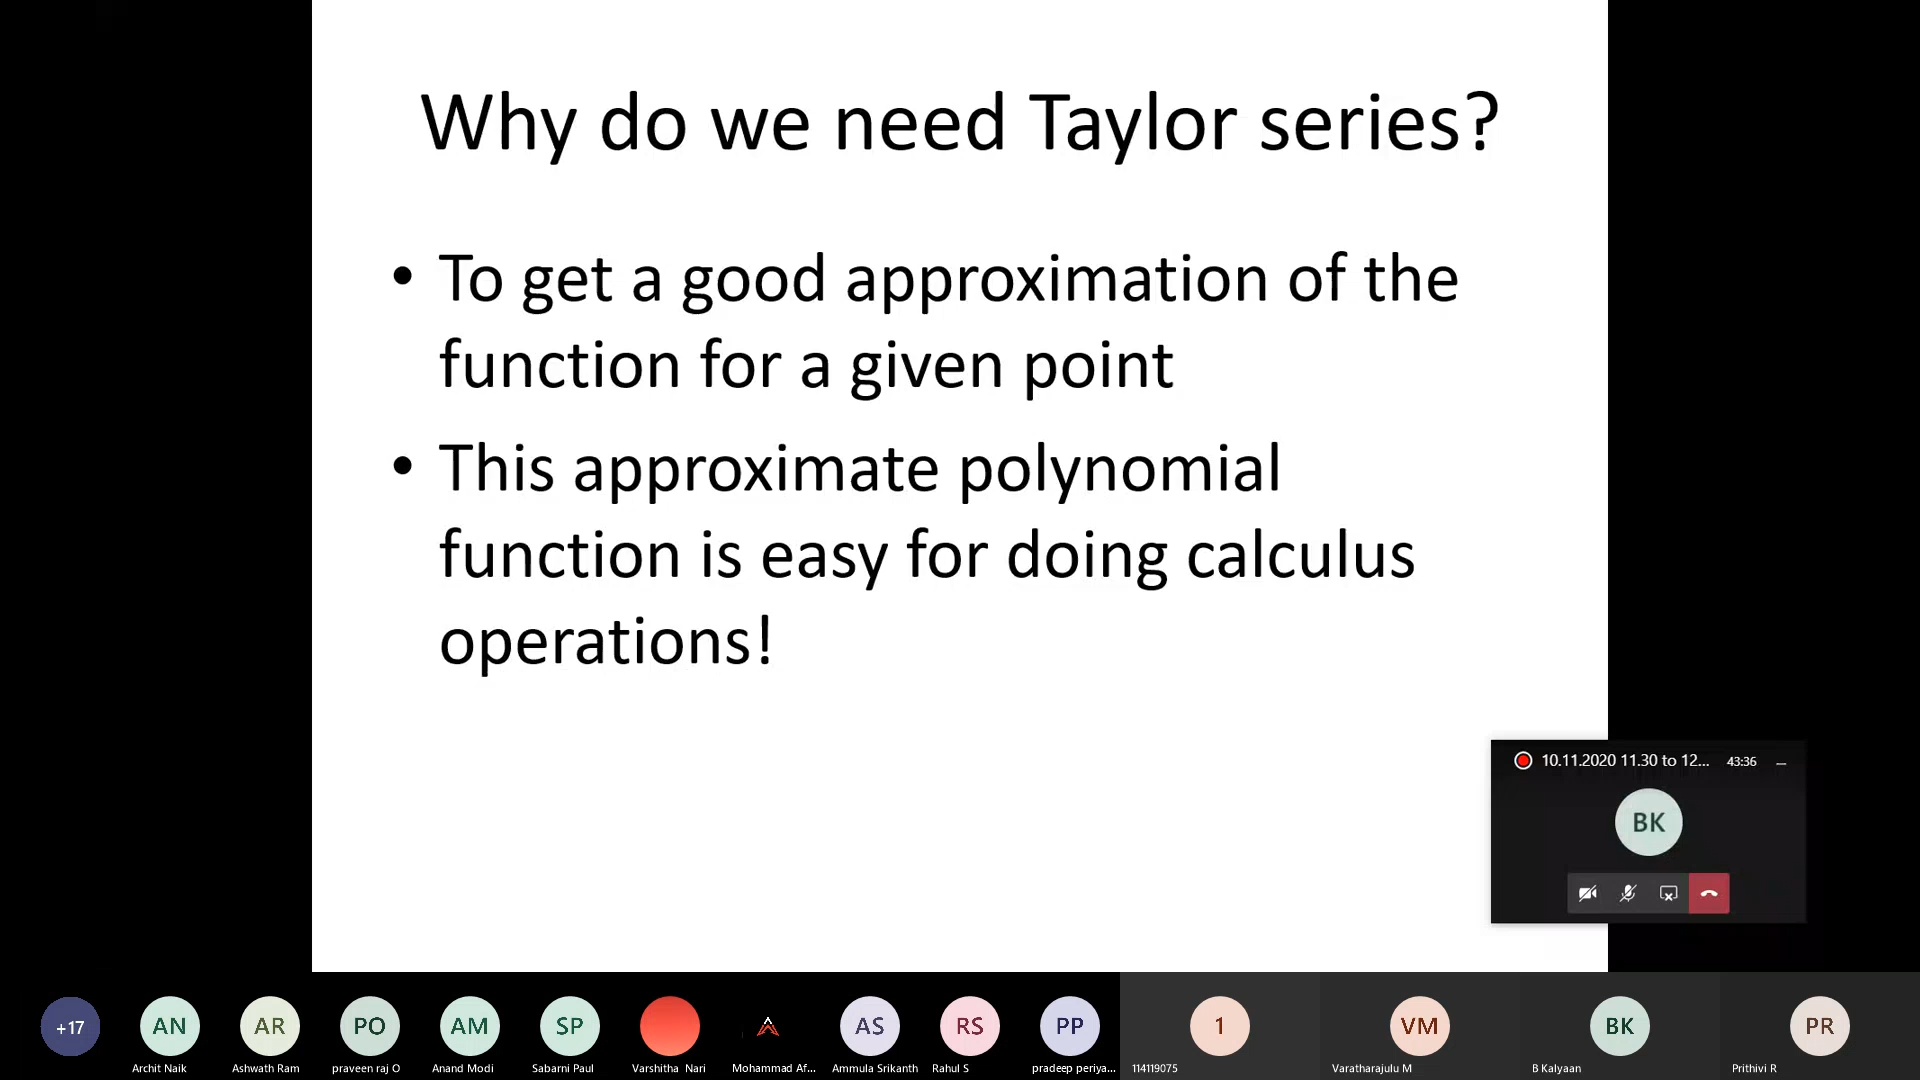 Why do we need Taylor series?
• To get a good approximation of the
function for a given point
• This approximate polynomial
function is easy for doing calculus
operations!
10.11.2020 11.30 to 12... 43:36
BK
+17
AN
AR
PO
AM
SP
AS
RS
PP
1
VM
BK
PR
Archit Naik
Ashwath Ram
praveen raj O
Anand Modi
Sabarni Paul
Varshitha Nari
Mohammad Af...
Ammula Srikanth
Rahul S
pradeep periya...
114119075
Varatharajulu M
B Kalyaan
Prithivi R